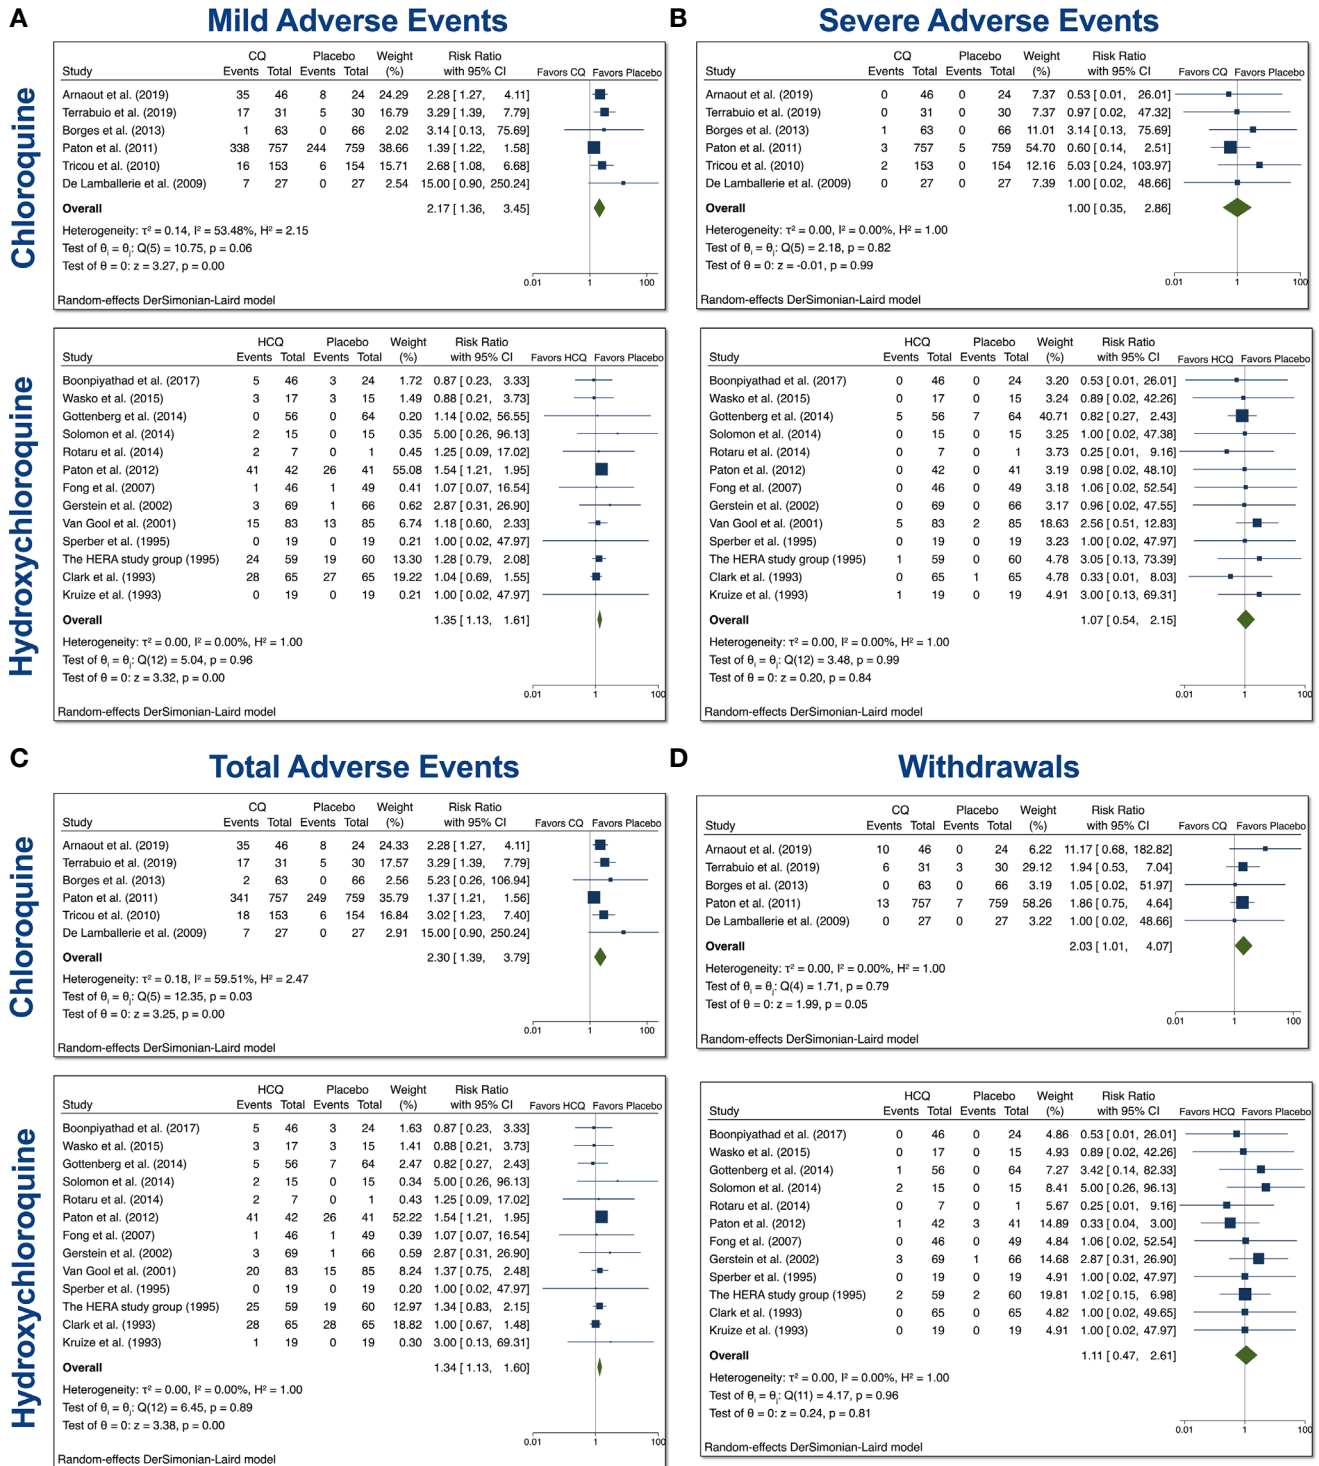 A
Mild Adverse Events
Chloroquine
CQ Placebo Weight Risk Ratio
Study Events Total Events Total (%) with 95% CI Favors CQ Favors Placebo
Arnaout et al. (2019) 35 46 8 24 24.29 2.28 [ 1.27, 4.11]
Terrabuio et al. (2019) 17 31 5 30 16.79 3.29 [ 1.39, 7.79]
Borges et al. (2013) 1 63 0 66 2.02 3.14 [ 0.13, 75.69]
Paton et al. (2011) 338 757 244 759 38.66 1.39 [ 1.22, 1.58]
Tricou et al. (2010) 16 153 6 154 15.71 2.68 [ 1.08, 6.68]
De Lamballerie et al. (2009) 7 27 0 27 2.54 15.00 [ 0.90, 250.24]
Overall 2.17 [ 1.36, 3.45]
Heterogeneity: τ² = 0.14, I² = 53.48%, H² = 2.15
Test of θi = θj: Q(5) = 10.75, p = 0.06
Test of θ = 0: z = 3.27, p = 0.00
0.01 1 100
Random-effects DerSimonian-Laird model
Hydroxychloroquine
HCQ Placebo Weight Risk Ratio
Study Events Total Events Total (%) with 95% CI Favors HCQ Favors Placebo
Boonpiyathad et al. (2017) 5 46 3 24 1.72 0.87 [ 0.23, 3.33]
Wasko et al. (2015) 3 17 3 15 1.49 0.88 [ 0.21, 3.73]
Gottenberg et al. (2014) 0 56 0 64 0.20 1.14 [ 0.02, 56.55]
Solomon et al. (2014) 2 15 0 15 0.35 5.00 [ 0.26, 96.13]
Rotaru et al. (2014) 2 7 0 1 0.45 1.25 [ 0.09, 17.02]
Paton et al. (2012) 41 42 26 41 55.08 1.54 [ 1.21, 1.95]
Fong et al. (2007) 1 46 1 49 0.41 1.07 [ 0.07, 16.54]
Gerstein et al. (2002) 3 69 1 66 0.62 2.87 [ 0.31, 26.90]
Van Gool et al. (2001) 15 83 13 85 6.74 1.18 [ 0.60, 2.33]
Sperber et al. (1995) 0 19 0 19 0.21 1.00 [ 0.02, 47.97]
The HERA study group (1995) 24 59 19 60 13.30 1.28 [ 0.79, 2.08]
Clark et al. (1993) 28 65 27 65 19.22 1.04 [ 0.69, 1.55]
Kruize et al. (1993) 0 19 0 19 0.21 1.00 [ 0.02, 47.97]
Overall 1.35 [ 1.13, 1.61]
Heterogeneity: τ² = 0.00, I² = 0.00%, H² = 1.00
Test of θi = θj: Q(12) = 5.04, p = 0.96
Test of θ = 0: z = 3.32, p = 0.00
0.01 1 100
Random-effects DerSimonian-Laird model
B
Severe Adverse Events
CQ Placebo Weight Risk Ratio
Study Events Total Events Total (%) with 95% CI Favors CQ Favors Placebo
Arnaout et al. (2019) 0 46 0 24 7.37 0.53 [ 0.01, 26.01]
Terrabuio et al. (2019) 0 31 0 30 7.37 0.97 [ 0.02, 47.32]
Borges et al. (2013) 1 63 0 66 11.01 3.14 [ 0.13, 75.69]
Paton et al. (2011) 3 757 5 759 54.70 0.60 [ 0.14, 2.51]
Tricou et al. (2010) 2 153 0 154 12.16 5.03 [ 0.24, 103.97]
De Lamballerie et al. (2009) 0 27 0 27 7.39 1.00 [ 0.02, 48.66]
Overall 1.00 [ 0.35, 2.86]
Heterogeneity: τ² = 0.00, I² = 0.00%, H² = 1.00
Test of θi = θj: Q(5) = 2.18, p = 0.82
Test of θ = 0: z = -0.01, p = 0.99
0.01 1 100
Random-effects DerSimonian-Laird model
HCQ Placebo Weight Risk Ratio
Study Events Total Events Total (%) with 95% CI Favors HCQ Favors Placebo
Boonpiyathad et al. (2017) 0 46 0 24 3.20 0.53 [ 0.01, 26.01]
Wasko et al. (2015) 0 17 0 15 3.24 0.89 [ 0.02, 42.26]
Gottenberg et al. (2014) 5 56 7 64 40.71 0.82 [ 0.27, 2.43]
Solomon et al. (2014) 0 15 0 15 3.25 1.00 [ 0.02, 47.38]
Rotaru et al. (2014) 0 7 0 1 3.73 0.25 [ 0.01, 9.16]
Paton et al. (2012) 0 42 0 41 3.19 0.98 [ 0.02, 48.10]
Fong et al. (2007) 0 46 0 49 3.18 1.06 [ 0.02, 52.54]
Gerstein et al. (2002) 0 69 0 66 3.17 0.96 [ 0.02, 47.55]
Van Gool et al. (2001) 5 83 2 85 18.63 2.56 [ 0.51, 12.83]
Sperber et al. (1995) 0 19 0 19 3.23 1.00 [ 0.02, 47.97]
The HERA study group (1995) 1 59 0 60 4.78 3.05 [ 0.13, 73.39]
Clark et al. (1993) 0 65 1 65 4.78 0.33 [ 0.01, 8.03]
Kruize et al. (1993) 1 19 0 19 4.91 3.00 [ 0.13, 69.31]
Overall 1.07 [ 0.54, 2.15]
Heterogeneity: τ² = 0.00, I² = 0.00%, H² = 1.00
Test of θi = θj: Q(12) = 3.48, p = 0.99
Test of θ = 0: z = 0.20, p = 0.84
0.01 1 100
Random-effects DerSimonian-Laird model
C
Total Adverse Events
Chloroquine
CQ Placebo Weight Risk Ratio
Study Events Total Events Total (%) with 95% CI Favors CQ Favors Placebo
Arnaout et al. (2019) 35 46 8 24 24.33 2.28 [ 1.27, 4.11]
Terrabuio et al. (2019) 17 31 5 30 17.57 3.29 [ 1.39, 7.79]
Borges et al. (2013) 2 63 0 66 2.56 5.23 [ 0.26, 106.94]
Paton et al. (2011) 341 757 249 759 35.79 1.37 [ 1.21, 1.56]
Tricou et al. (2010) 18 153 6 154 16.84 3.02 [ 1.23, 7.40]
De Lamballerie et al. (2009) 7 27 0 27 2.91 15.00 [ 0.90, 250.24]
Overall 2.30 [ 1.39, 3.79]
Heterogeneity: τ² = 0.18, I² = 59.51%, H² = 2.47
Test of θi = θj: Q(5) = 12.35, p = 0.03
Test of θ = 0: z = 3.25, p = 0.00
0.01 1 100
Random-effects DerSimonian-Laird model
Hydroxychloroquine
HCQ Placebo Weight Risk Ratio
Study Events Total Events Total (%) with 95% CI Favors HCQ Favors Placebo
Boonpiyathad et al. (2017) 5 46 3 24 1.63 0.87 [ 0.23, 3.33]
Wasko et al. (2015) 3 17 3 15 1.41 0.88 [ 0.21, 3.73]
Gottenberg et al. (2014) 5 56 7 64 2.47 0.82 [ 0.27, 2.43]
Solomon et al. (2014) 2 15 0 15 0.34 5.00 [ 0.26, 96.13]
Rotaru et al. (2014) 2 7 0 1 0.43 1.25 [ 0.09, 17.02]
Paton et al. (2012) 41 42 26 41 52.22 1.54 [ 1.21, 1.95]
Fong et al. (2007) 1 46 1 49 0.39 1.07 [ 0.07, 16.54]
Gerstein et al. (2002) 3 69 1 66 0.59 2.87 [ 0.31, 26.90]
Van Gool et al. (2001) 20 83 15 85 8.24 1.37 [ 0.75, 2.48]
Sperber et al. (1995) 0 19 0 19 0.20 1.00 [ 0.02, 47.97]
The HERA study group (1995) 25 59 19 60 12.97 1.34 [ 0.83, 2.15]
Clark et al. (1993) 28 65 28 65 18.82 1.00 [ 0.67, 1.48]
Kruize et al. (1993) 1 19 0 19 0.30 3.00 [ 0.13, 69.31]
Overall 1.34 [ 1.13, 1.60]
Heterogeneity: τ² = 0.00, I² = 0.00%, H² = 1.00
Test of θi = θj: Q(12) = 6.45, p = 0.89
Test of θ = 0: z = 3.38, p = 0.00
0.01 1 100
Random-effects DerSimonian-Laird model
D
Withdrawals
CQ Placebo Weight Risk Ratio
Study Events Total Events Total (%) with 95% CI Favors CQ Favors Placebo
Arnaout et al. (2019) 10 46 0 24 6.22 11.17 [ 0.68, 182.82]
Terrabuio et al. (2019) 6 31 3 30 29.12 1.94 [ 0.53, 7.04]
Borges et al. (2013) 0 63 0 66 3.19 1.05 [ 0.02, 51.97]
Paton et al. (2011) 13 757 7 759 58.26 1.86 [ 0.75, 4.64]
De Lamballerie et al. (2009) 0 27 0 27 3.22 1.00 [ 0.02, 48.66]
Overall 2.03 [ 1.01, 4.07]
Heterogeneity: τ² = 0.00, I² = 0.00%, H² = 1.00
Test of θi = θj: Q(4) = 1.71, p = 0.79
Test of θ = 0: z = 1.99, p = 0.05
0.01 1 100
Random-effects DerSimonian-Laird model
HCQ Placebo Weight Risk Ratio
Study Events Total Events Total (%) with 95% CI Favors HCQ Favors Placebo
Boonpiyathad et al. (2017) 0 46 0 24 4.86 0.53 [ 0.01, 26.01]
Wasko et al. (2015) 0 17 0 15 4.93 0.89 [ 0.02, 42.26]
Gottenberg et al. (2014) 1 56 0 64 7.27 3.42 [ 0.14, 82.33]
Solomon et al. (2014) 2 15 0 15 8.41 5.00 [ 0.26, 96.13]
Rotaru et al. (2014) 0 7 0 1 5.67 0.25 [ 0.01, 9.16]
Paton et al. (2012) 1 42 3 41 14.89 0.33 [ 0.04, 3.00]
Fong et al. (2007) 0 46 0 49 4.84 1.06 [ 0.02, 52.54]
Gerstein et al. (2002) 3 69 1 66 14.68 2.87 [ 0.31, 26.90]
Sperber et al. (1995) 0 19 0 19 4.91 1.00 [ 0.02, 47.97]
The HERA study group (1995) 2 59 2 60 19.81 1.02 [ 0.15, 6.98]
Clark et al. (1993) 0 65 0 65 4.82 1.00 [ 0.02, 49.65]
Kruize et al. (1993) 0 19 0 19 4.91 1.00 [ 0.02, 47.97]
Overall 1.11 [ 0.47, 2.61]
Heterogeneity: τ² = 0.00, I² = 0.00%, H² = 1.00
Test of θi = θj: Q(11) = 4.17, p = 0.96
Test of θ = 0: z = 0.24, p = 0.81
0.01 1 100
Random-effects DerSimonian-Laird model